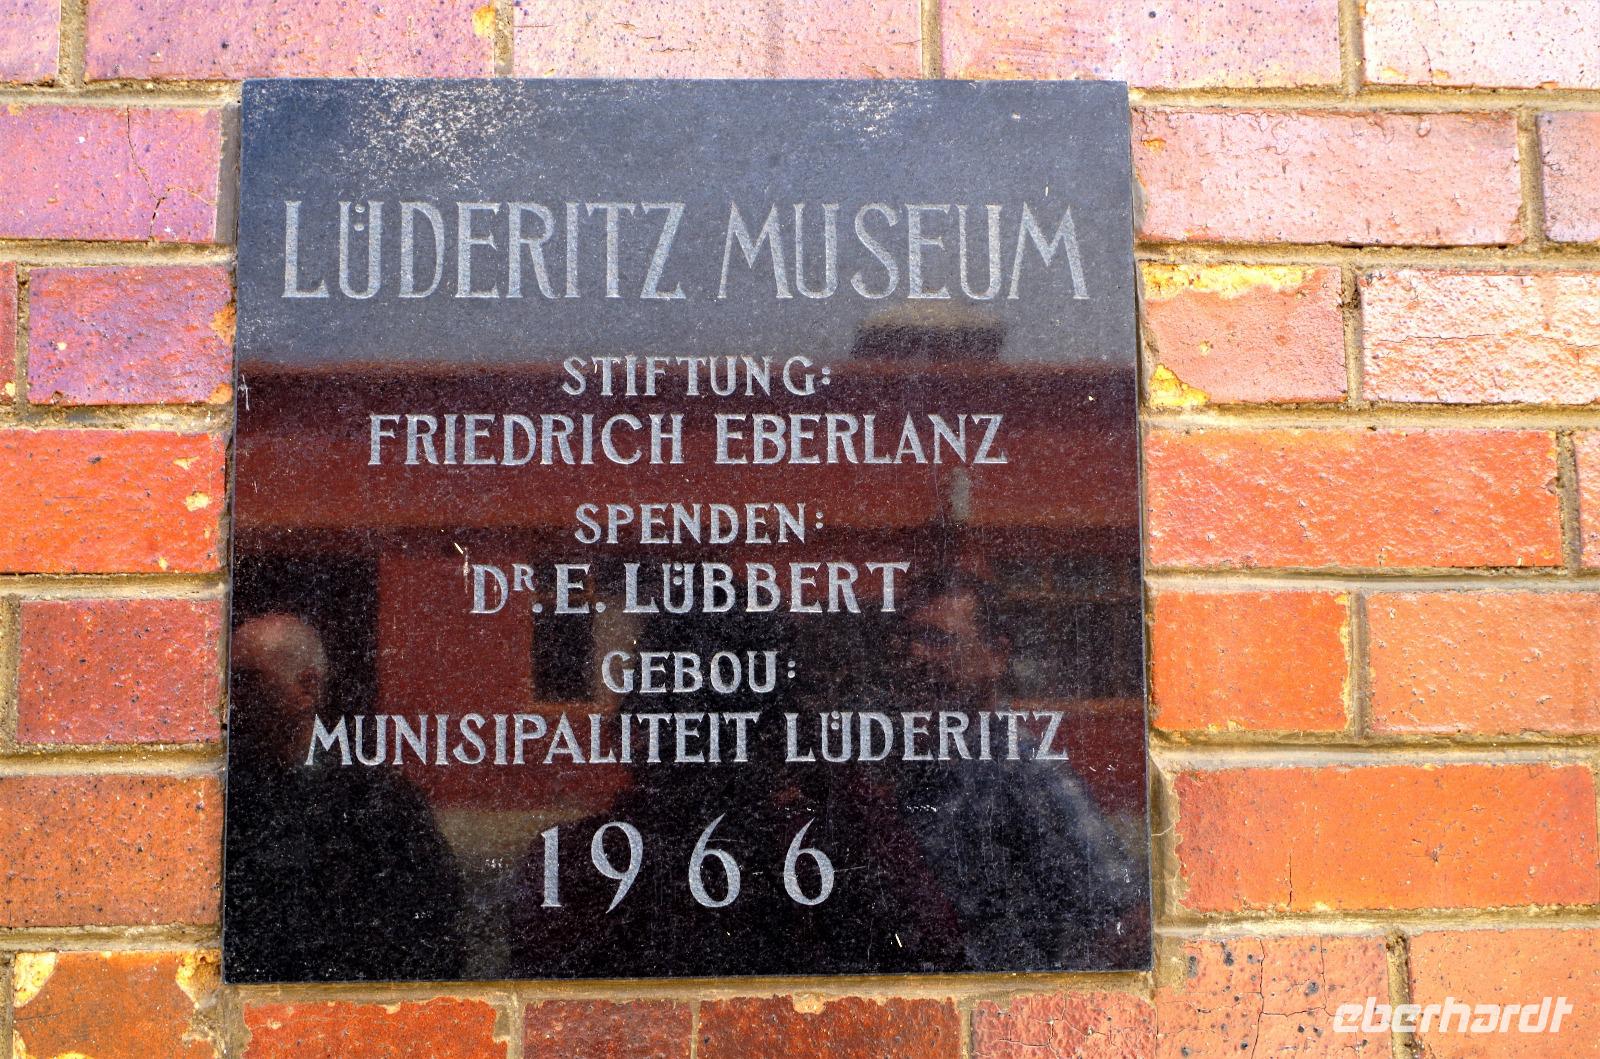 LÜDERITZ MUSEUM
STIFTUNG:
FRIEDRICH EBERLANZ
SPENDEN:
DR. E. LÜBBERT
GEBOU:
MUNISIPALITEIT LÜDERITZ
1966
eberhardt